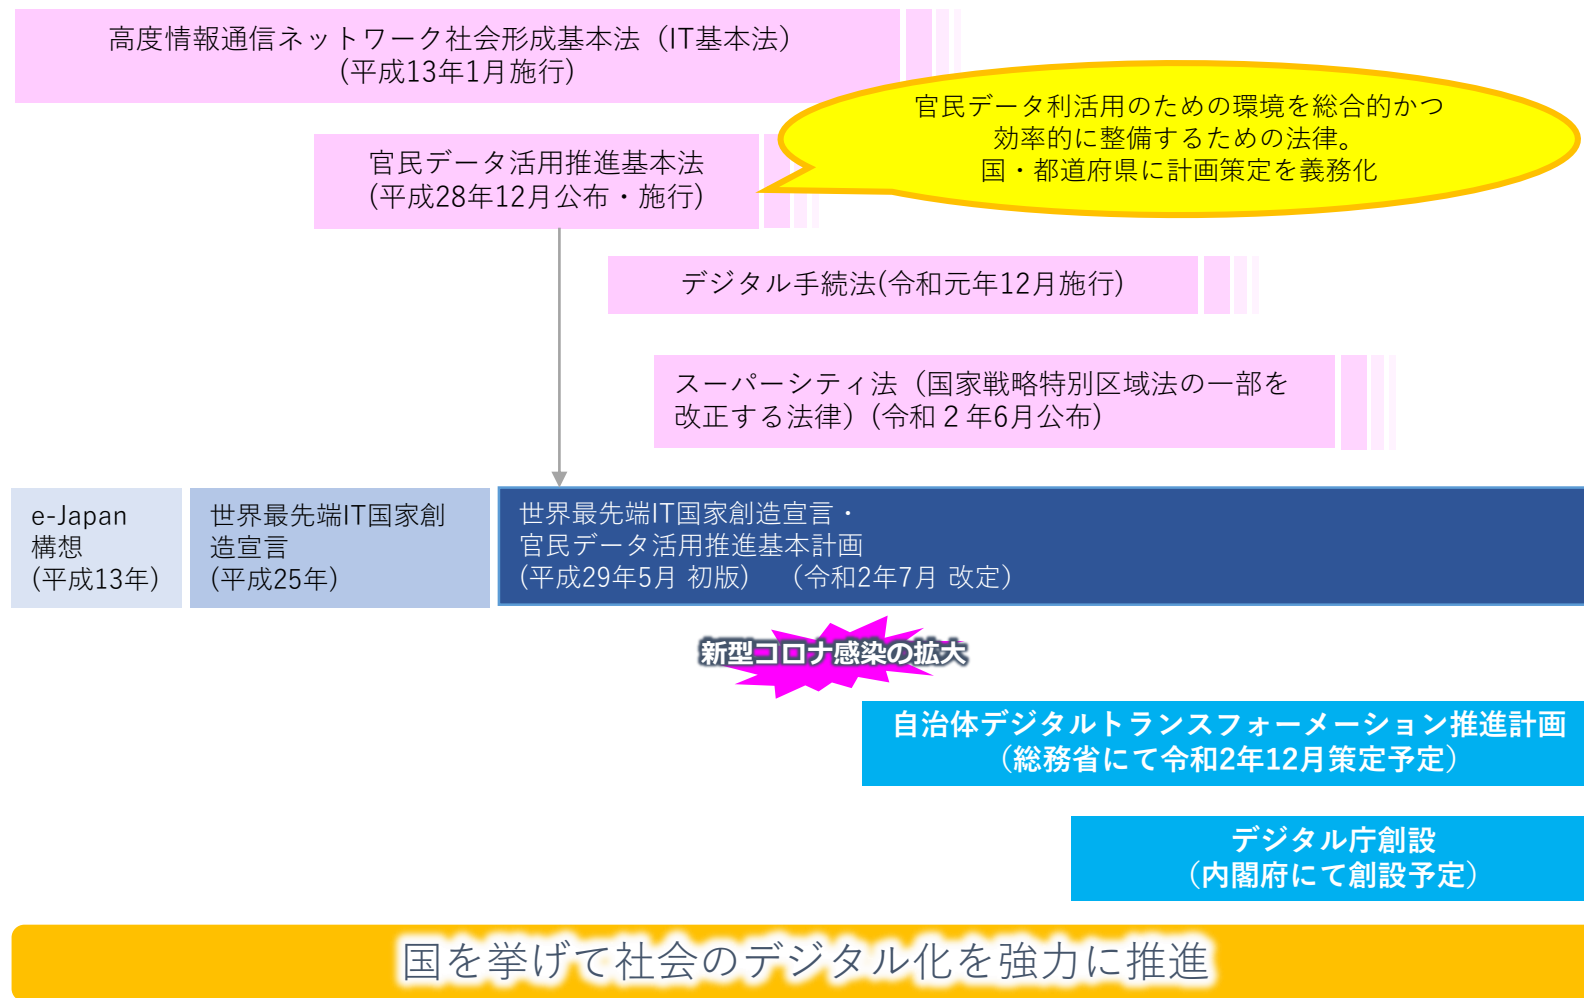 高度情報通信ネットワーク社会形成基本法（IT基本法）
(平成13年1月施行)
官民データ利活用のための環境を総合的かつ
効率的に整備するための法律。
国・都道府県に計画策定を義務化
官民データ活用推進基本法
(平成28年12月公布・施行)
デジタル手続法(令和元年12月施行)
スーパーシティ法（国家戦略特別区域法の一部を
改正する法律）(令和２年6月公布)
e-Japan
構想
(平成13年)
世界最先端IT国家創
造宣言
(平成25年)
世界最先端IT国家創造宣言・
官民データ活用推進基本計画
(平成29年5月 初版)　（令和2年7月 改定）
新型コロナ感染の拡大
自治体デジタルトランスフォーメーション推進計画
（総務省にて令和2年12月策定予定）
デジタル庁創設
（内閣府にて創設予定）
国を挙げて社会のデジタル化を強力に推進